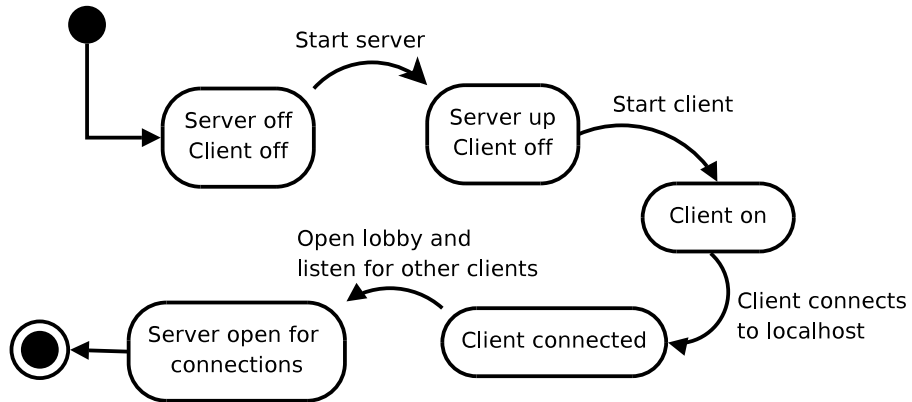 Start server
Server off
Client off
Server up
Client off
Start client
Client on
Client connects
to localhost
Client connected
Open lobby and
listen for other clients
Server open for
connections